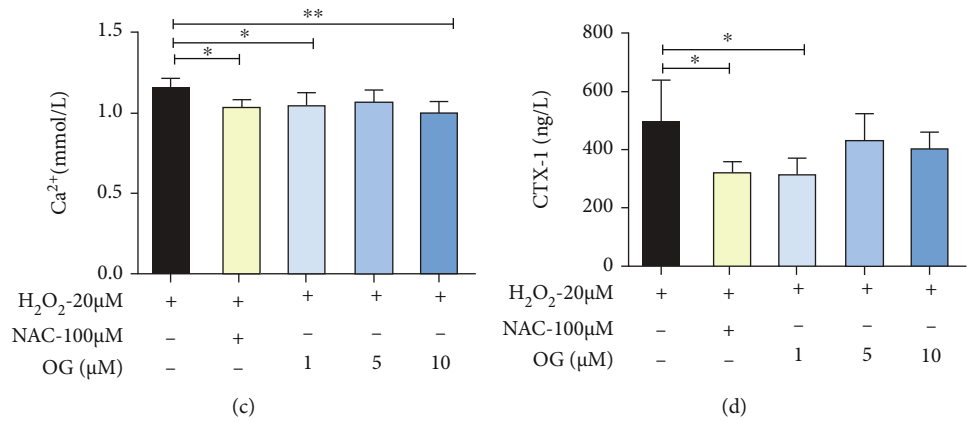 **
*
*
1.5
1.0
0.5
0.0
Ca²⁺(mmol/L)
H₂O₂-20μM + + + + +
NAC-100μM – + – – –
OG (μM) – – 1 5 10
(c)
*
*
800
600
400
200
0
CTX-1 (ng/L)
H₂O₂-20μM + + + + +
NAC-100μM – + – – –
OG (μM) – – 1 5 10
(d)